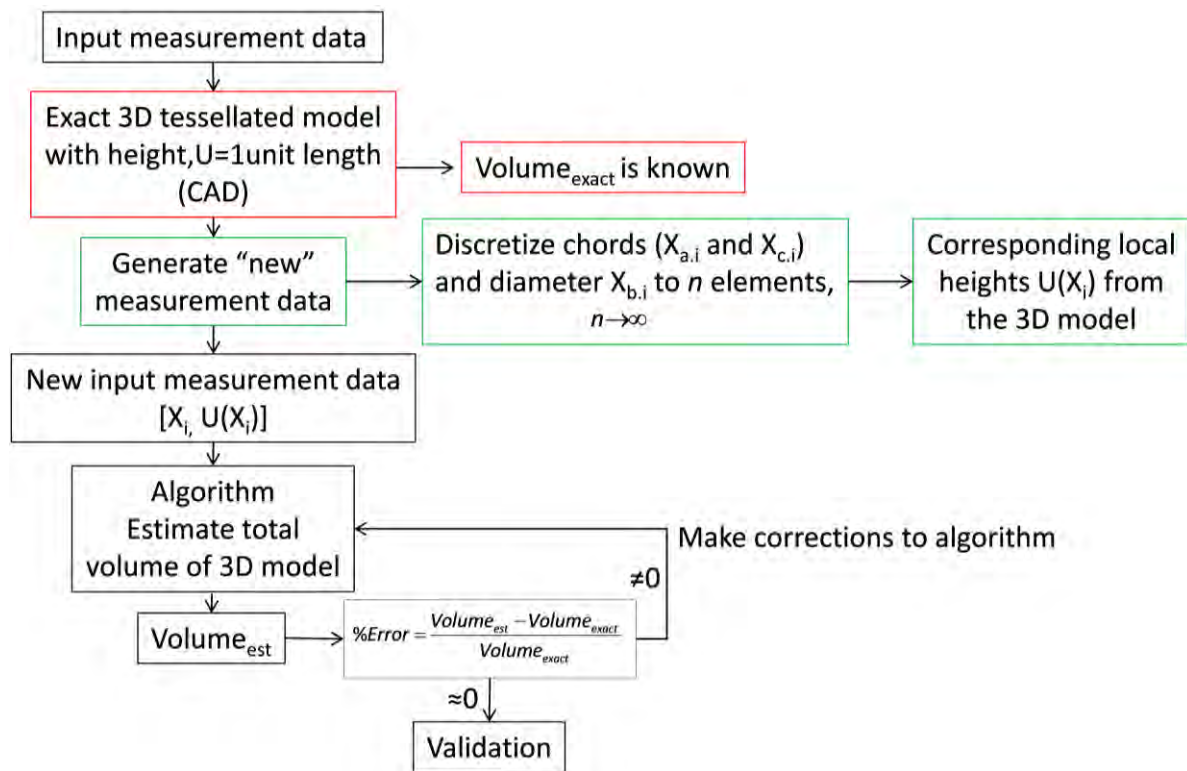 Input measurement data
Exact 3D tessellated model
with height,U=1unit length
(CAD)
Volume_exact is known
Generate “new”
measurement data
Discretize chords (X_a.i and X_c.i)
and diameter X_b.i to n elements,
n→∞
Corresponding local
heights U(X_i) from
the 3D model
New input measurement data
[X_i, U(X_i)]
Algorithm
Estimate total
volume of 3D model
Make corrections to algorithm
≠0
Volume_est
%Error = (Volume_est − Volume_exact) / Volume_exact
≈0
Validation